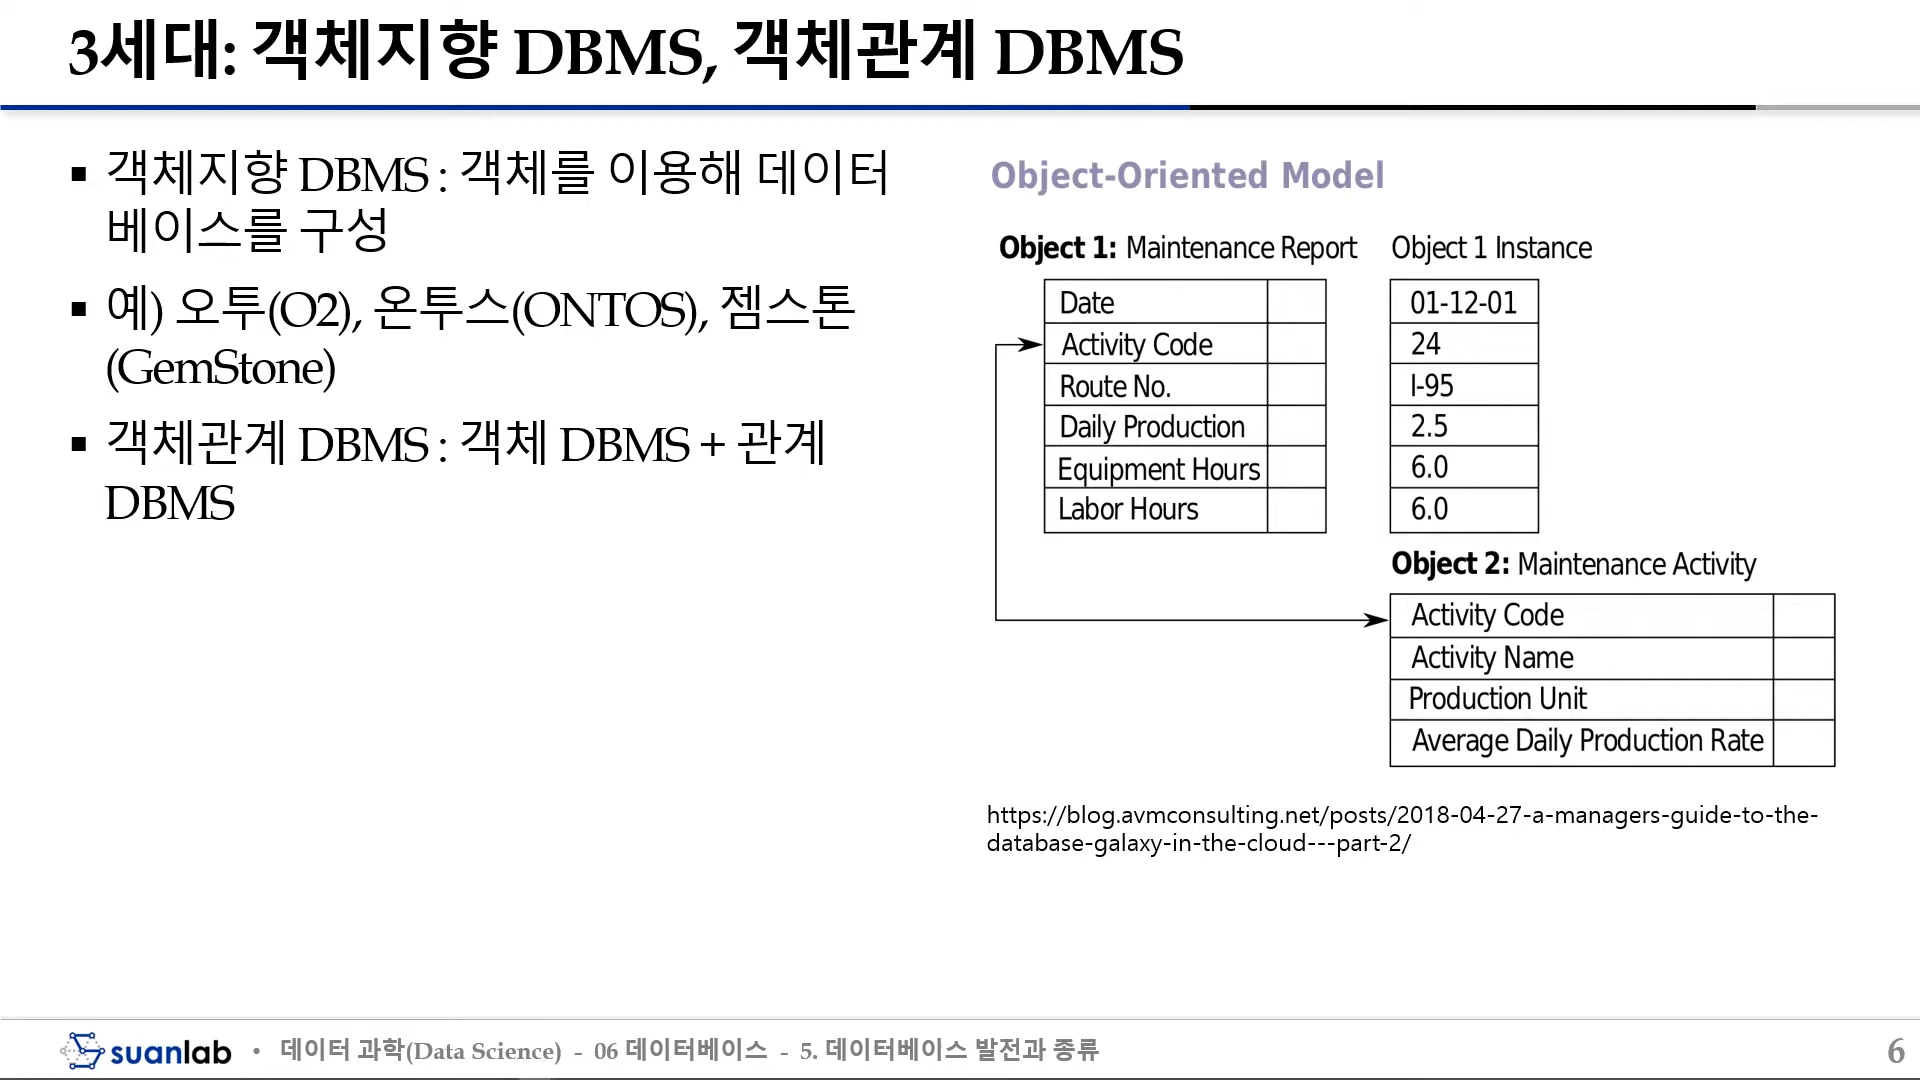 3세대: 객체지향 DBMS, 객체관계 DBMS
▪ 객체지향 DBMS : 객체를 이용해 데이터
베이스를 구성
▪ 예) 오투(O2), 온투스(ONTOS), 젬스톤
(GemStone)
▪ 객체관계 DBMS : 객체 DBMS + 관계
DBMS
Object-Oriented Model
Object 1: Maintenance Report
Date
Activity Code
Route No.
Daily Production
Equipment Hours
Labor Hours
Object 1 Instance
01-12-01
24
I-95
2.5
6.0
6.0
Object 2: Maintenance Activity
Activity Code
Activity Name
Production Unit
Average Daily Production Rate
https://blog.avmconsulting.net/posts/2018-04-27-a-managers-guide-to-the-
database-galaxy-in-the-cloud---part-2/
suanlab • 데이터 과학(Data Science) - 06 데이터베이스 - 5. 데이터베이스 발전과 종류
6